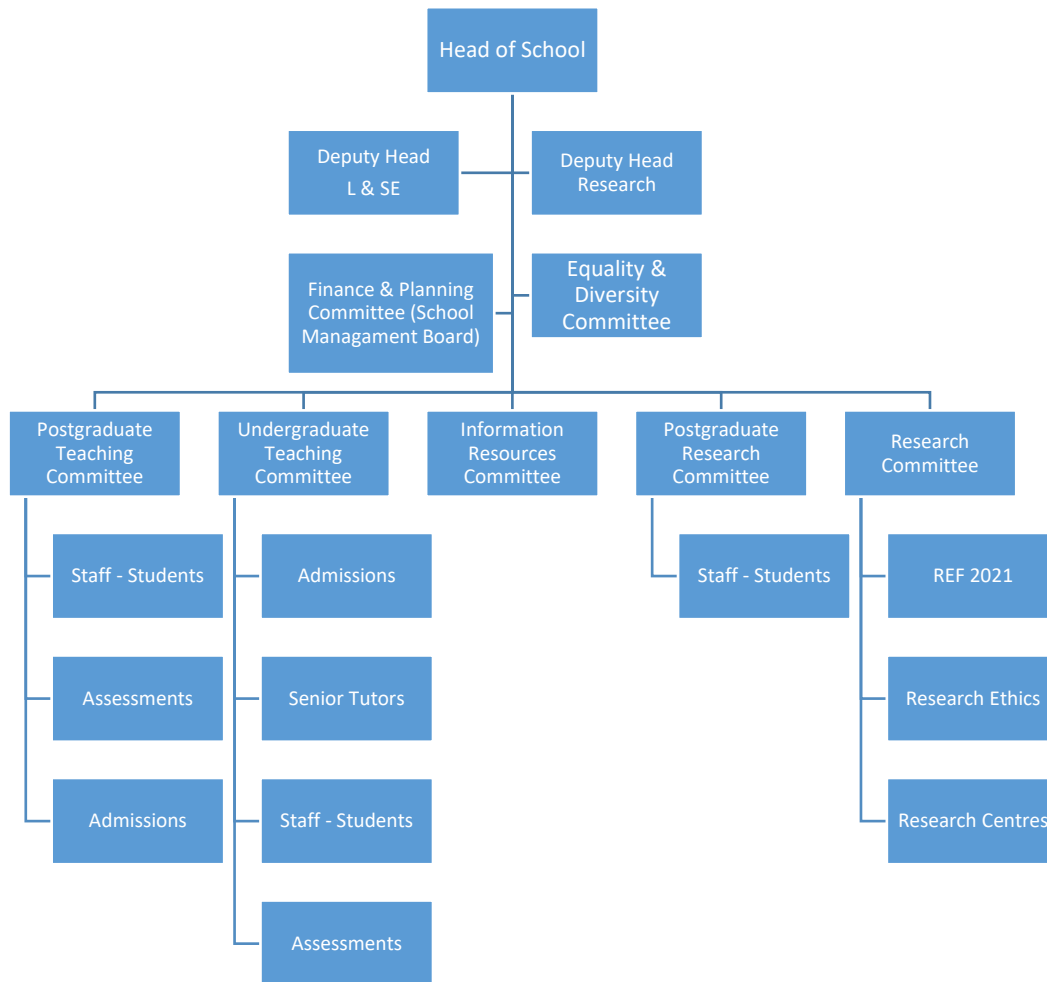 Head of School
Deputy Head
L & SE
Deputy Head
Research
Finance & Planning
Committee (School
Managament Board)
Equality &
Diversity
Committee
Postgraduate
Teaching
Committee
Undergraduate
Teaching
Committee
Information
Resources
Committee
Postgraduate
Research
Committee
Research
Committee
Staff - Students
Admissions
Staff - Students
REF 2021
Assessments
Senior Tutors
Research Ethics
Admissions
Staff - Students
Research Centres
Assessments